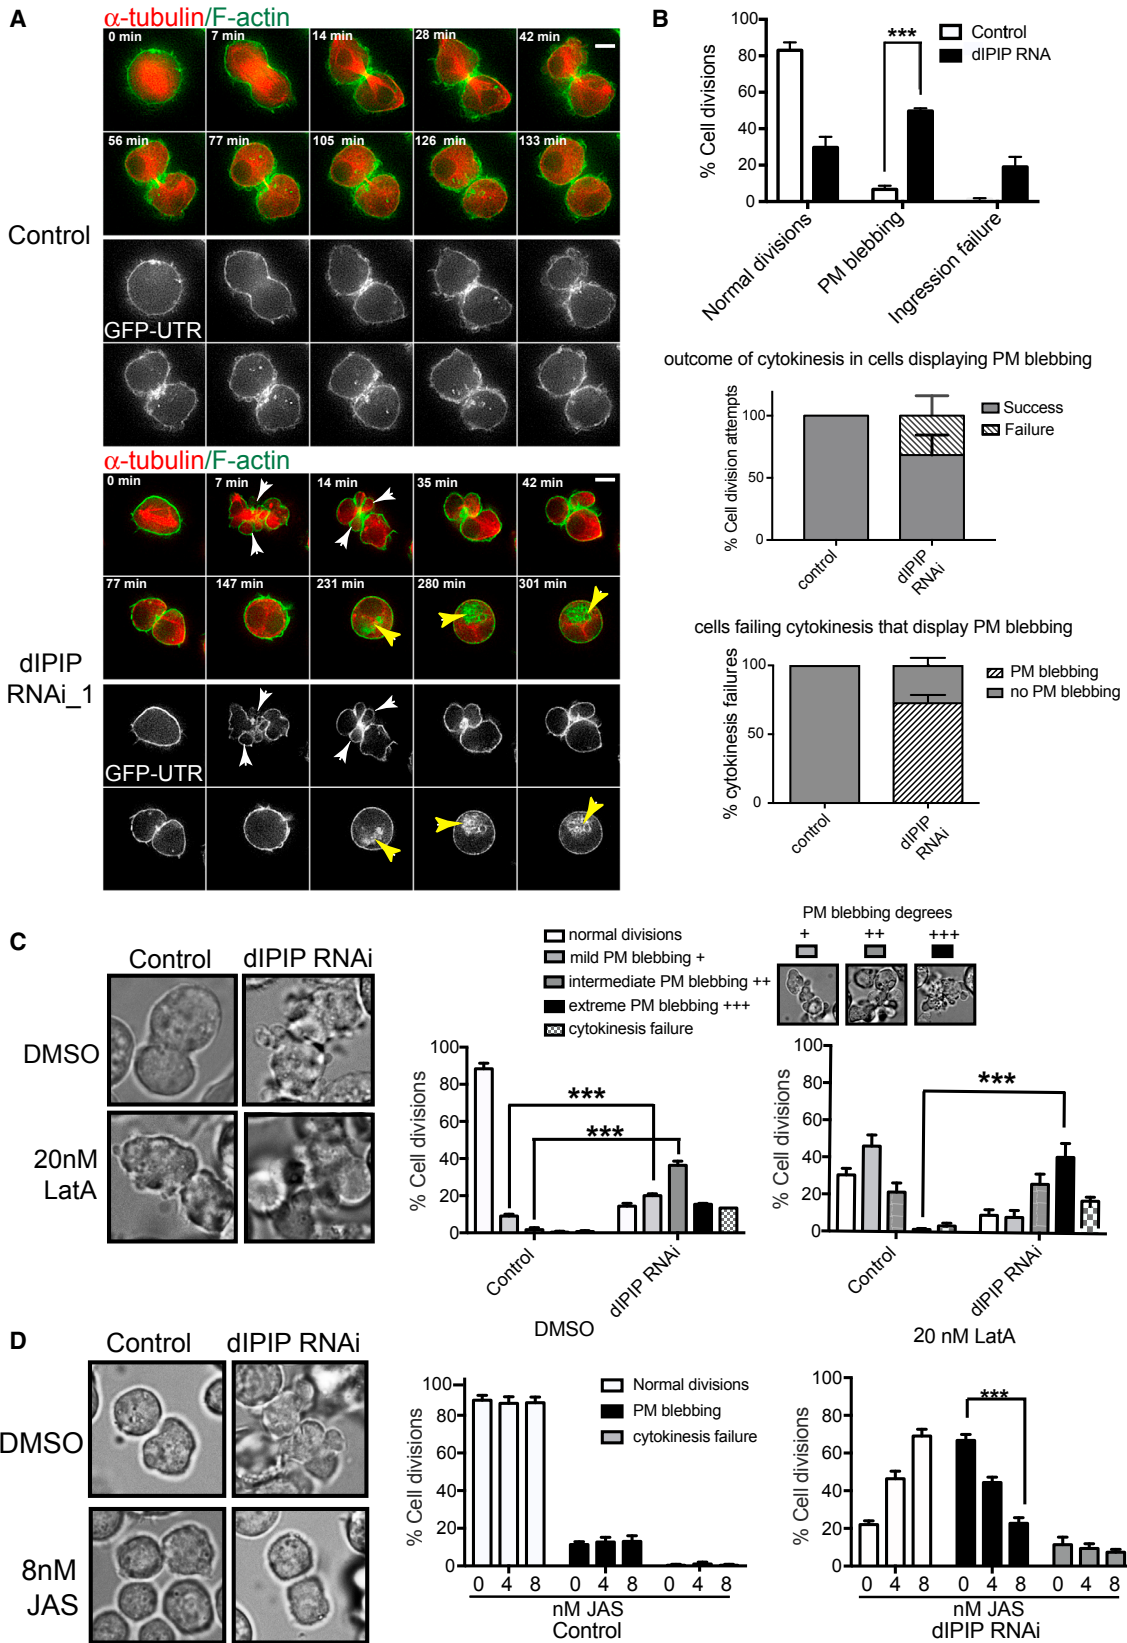 A
α-tubulin/F-actin
0 min 7 min 14 min 28 min 42 min
56 min 77 min 105 min 126 min 133 min
Control
GFP-UTR
α-tubulin/F-actin
0 min 7 min 14 min 35 min 42 min
77 min 147 min 231 min 280 min 301 min
dIPIP
RNAi_1
GFP-UTR
B
100
80
60
40
20
0
% Cell divisions
Control
dIPIP RNA
***
Normal divisions
PM blebbing
Ingression failure
outcome of cytokinesis in cells displaying PM blebbing
100
50
0
% Cell division attempts
Success
Failure
control
dIPIP
RNAi
cells failing cytokinesis that display PM blebbing
100
50
0
% cytokinesis failures
PM blebbing
no PM blebbing
control
dIPIP
RNAi
C
Control dIPIP RNAi
DMSO
20nM
LatA
normal divisions
mild PM blebbing +
intermediate PM blebbing ++
extreme PM blebbing +++
cytokinesis failure
PM blebbing degrees
+ ++ +++
100
80
60
40
20
0
% Cell divisions
***
***
Control
dIPIP RNAi
DMSO
100
80
60
40
20
0
% Cell divisions
***
Control
dIPIP RNAi
20 nM LatA
D
Control dIPIP RNAi
DMSO
8nM
JAS
100
80
60
40
20
0
% Cell divisions
Normal divisions
PM blebbing
cytokinesis failure
0 4 8 0 4 8 0 4 8
nM JAS
Control
100
80
60
40
20
0
% Cell divisions
***
0 4 8 0 4 8 0 4 8
nM JAS
dIPIP RNAi